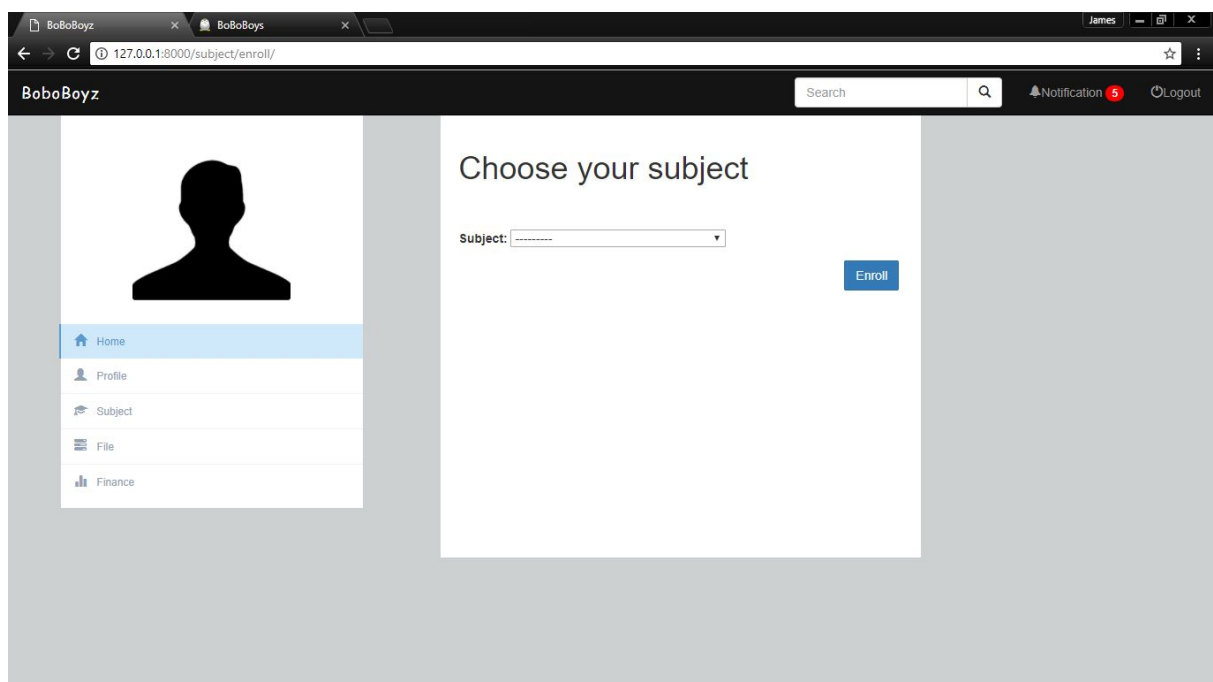 BoBoBoyz
BoBoBoys
James
127.0.0.1:8000/subject/enroll/
BoboBoyz
Search
Notification 5
Logout
Choose your subject
Subject: ---------
Enroll
Home
Profile
Subject
File
Finance